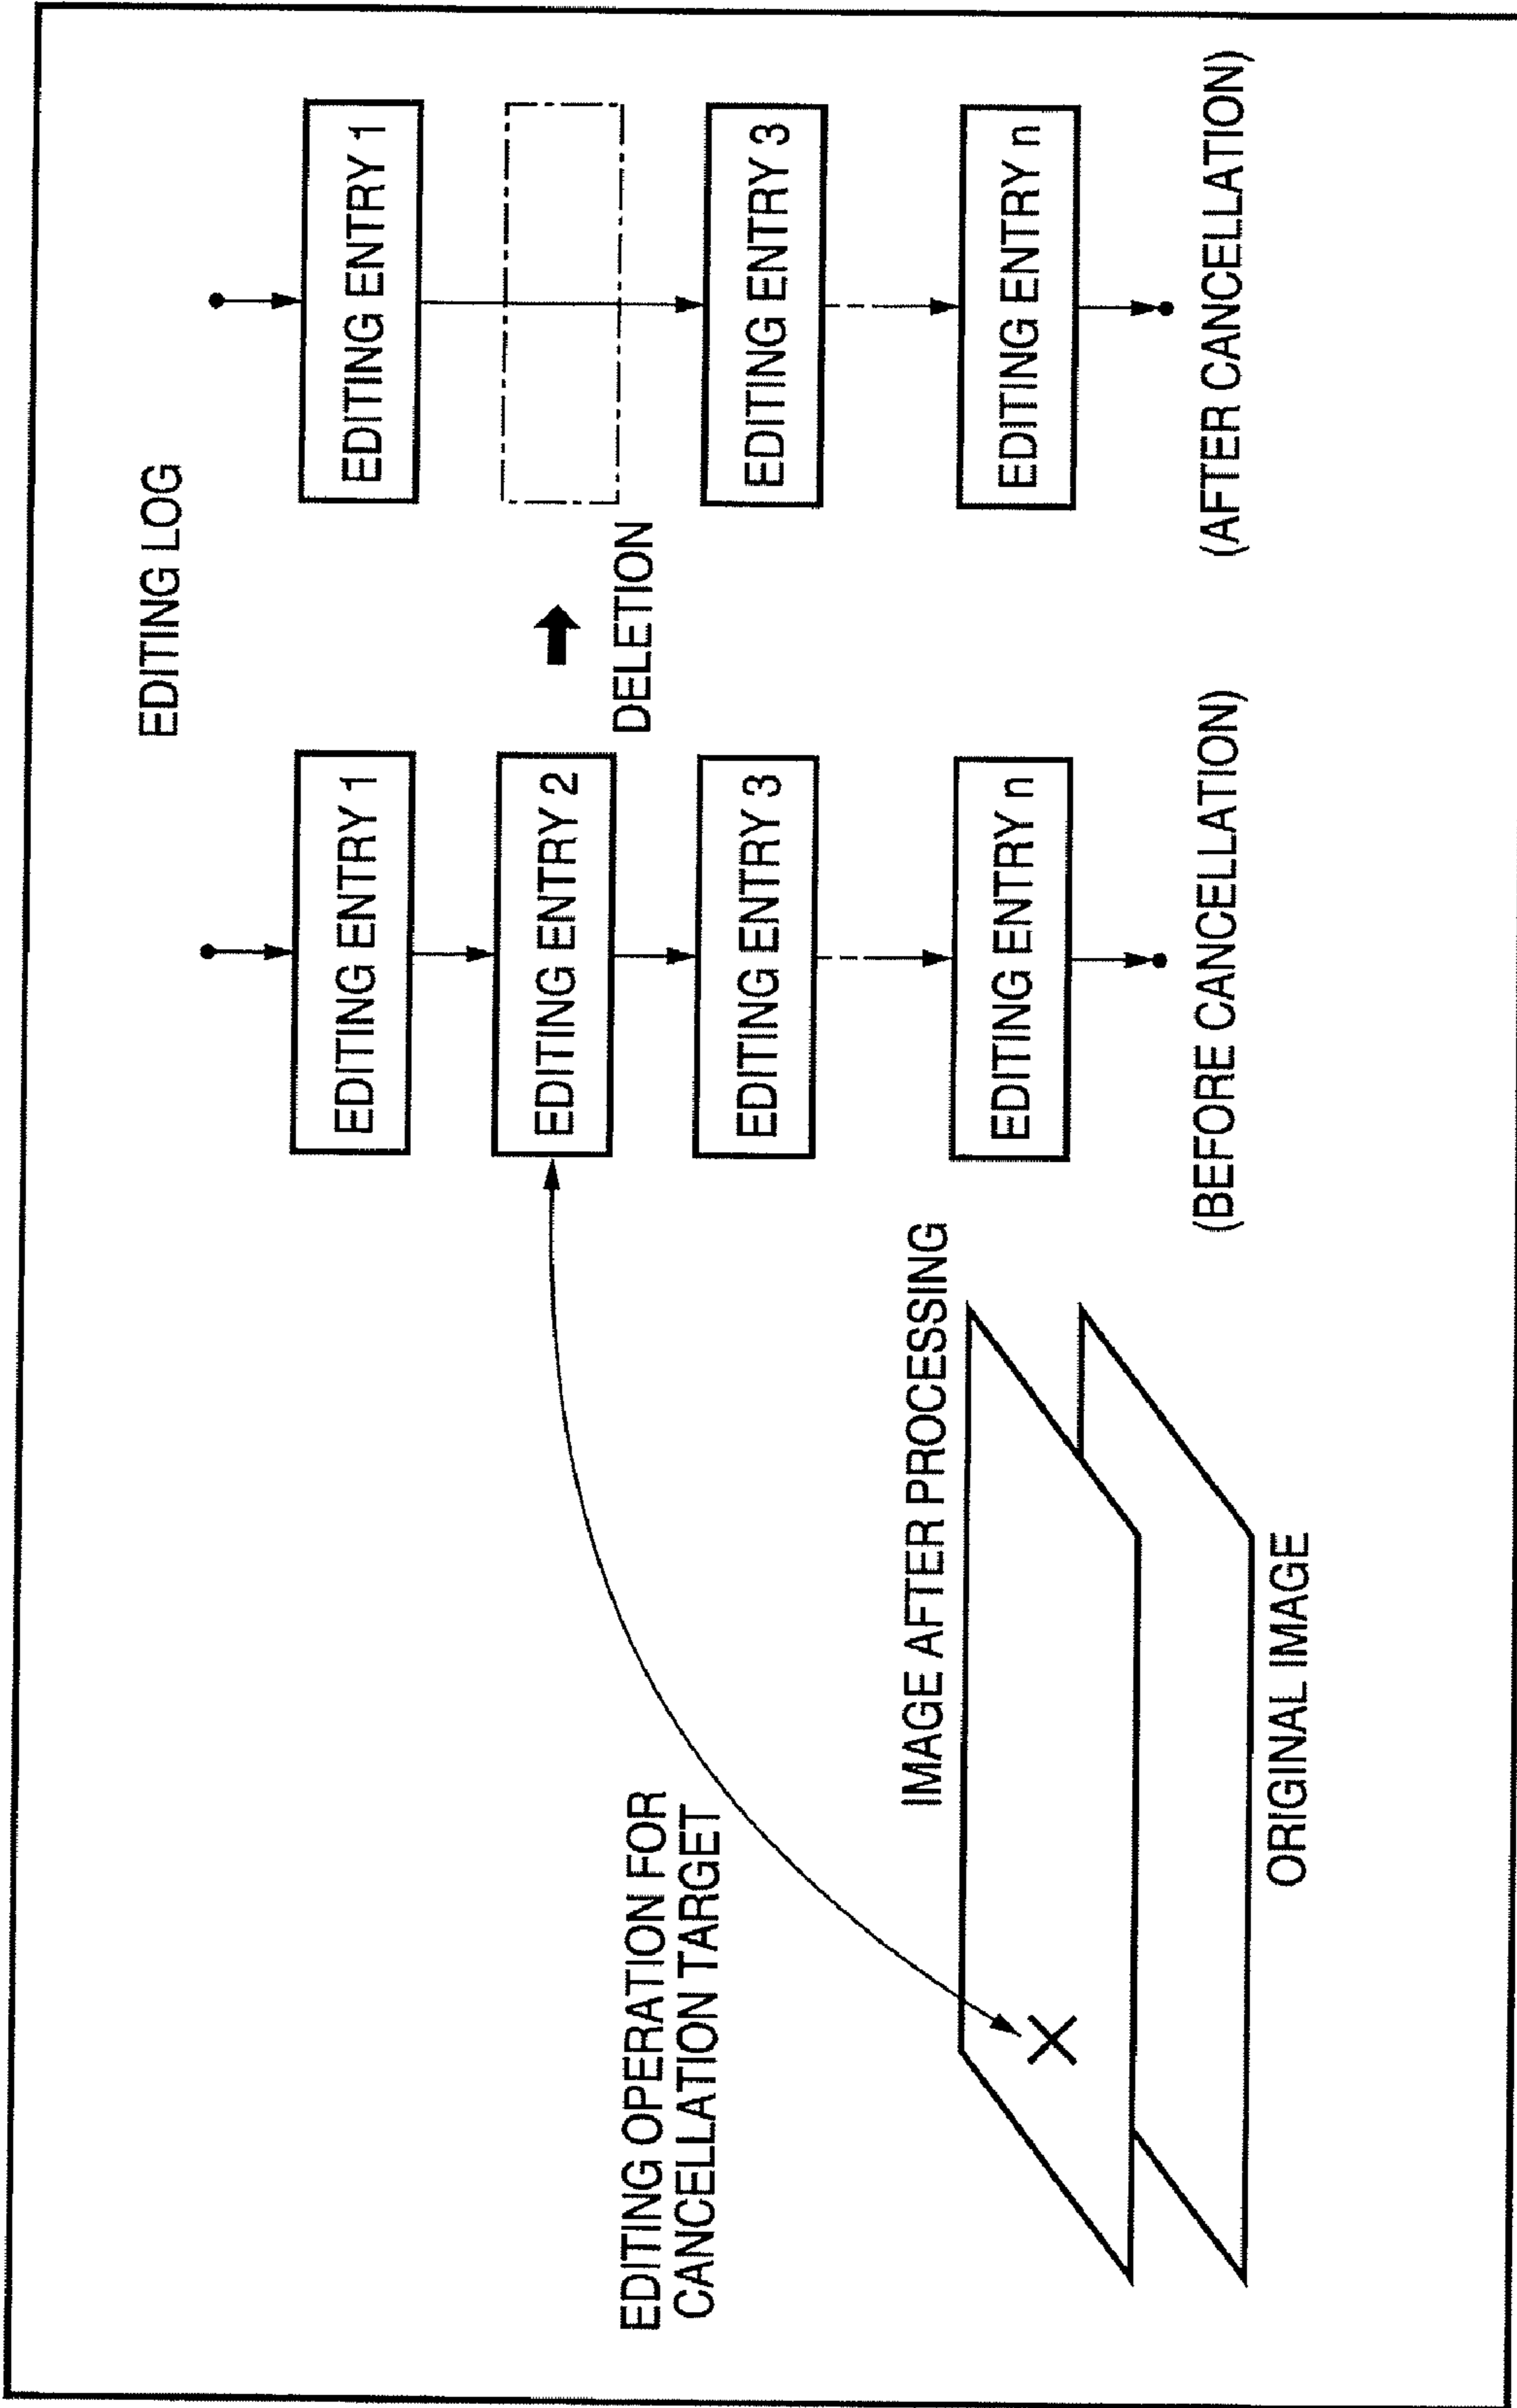 EDITING LOG
EDITING ENTRY 1
EDITING ENTRY 2
EDITING ENTRY 3
EDITING ENTRY n
(BEFORE CANCELLATION)
DELETION
EDITING ENTRY 1
EDITING ENTRY 3
EDITING ENTRY n
(AFTER CANCELLATION)
EDITING OPERATION FOR
CANCELLATION TARGET
IMAGE AFTER PROCESSING
ORIGINAL IMAGE